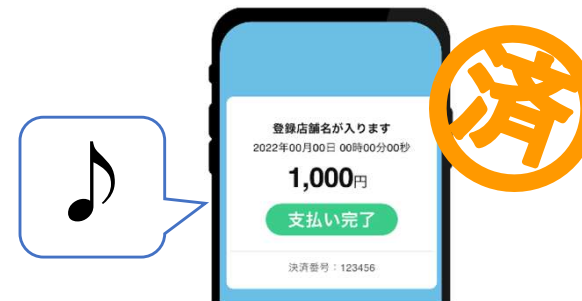 登録店舗名が入ります
2022年00月00日 00時00分00秒
1,000円
支払い完了
決済番号：123456
済